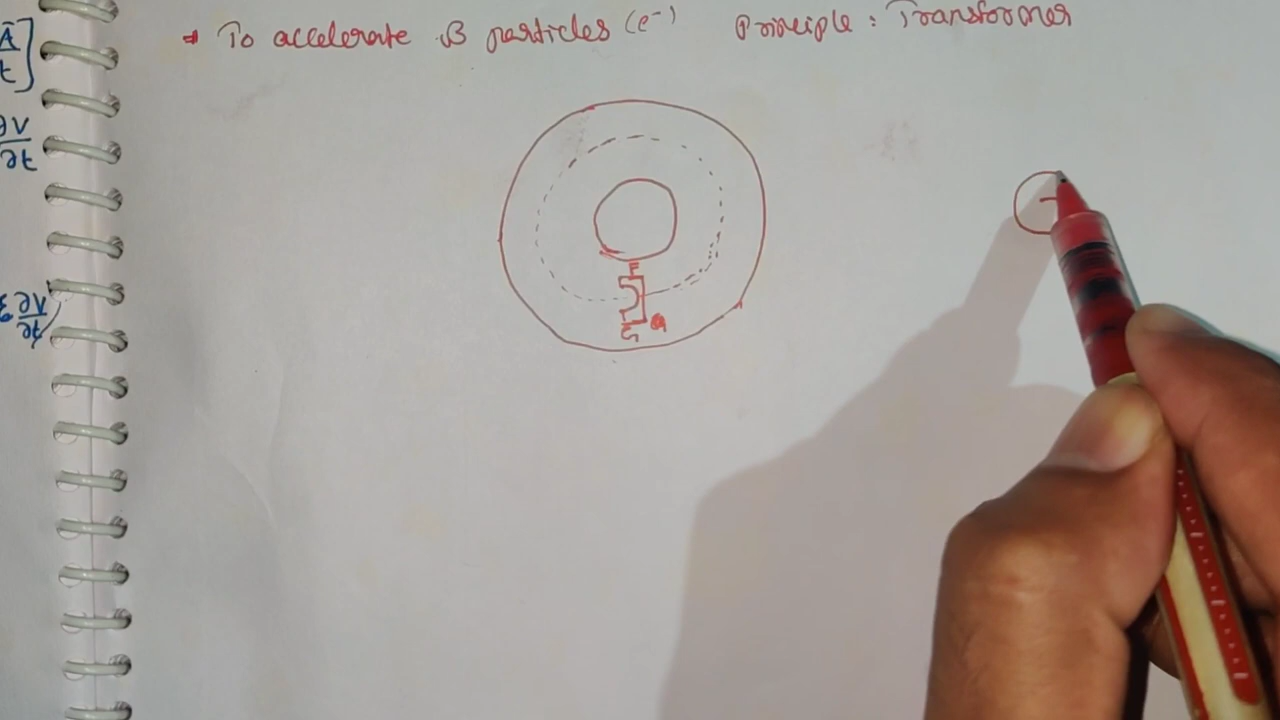 → To accelerate β particles (e⁻) Principle : Transformer
A
t
∂V
∂t
∂V
∂t
F
G
S